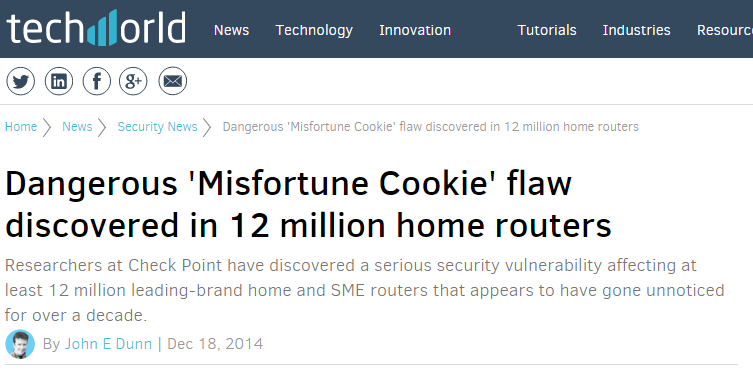 techworld News Technology Innovation Tutorials Industries Resourc
Home News Security News Dangerous 'Misfortune Cookie' flaw discovered in 12 million home routers
Dangerous 'Misfortune Cookie' flaw
discovered in 12 million home routers
Researchers at Check Point have discovered a serious security vulnerability affecting at
least 12 million leading-brand home and SME routers that appears to have gone unnoticed
for over a decade.
By John E Dunn | Dec 18, 2014